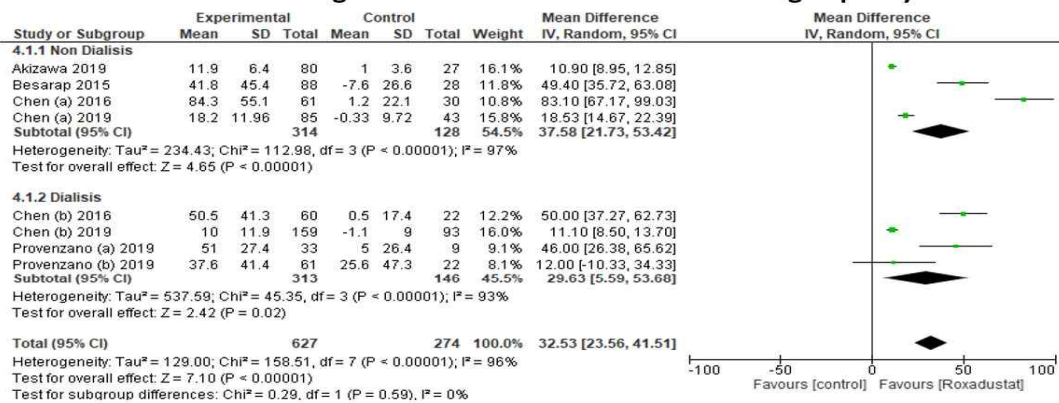 Experimental Control Mean Difference Mean Difference
Study or Subgroup Mean SD Total Mean SD Total Weight IV, Random, 95% CI IV, Random, 95% CI
4.1.1 Non Dialisis
Akizawa 2019 11.9 6.4 80 1 3.6 27 16.1% 10.90 [8.95, 12.85]
Besarap 2015 41.8 45.4 88 -7.6 26.6 28 11.8% 49.40 [35.72, 63.08]
Chen (a) 2016 84.3 55.1 61 1.2 22.1 30 10.8% 83.10 [67.17, 99.03]
Chen (a) 2019 18.2 11.96 85 -0.33 9.72 43 15.8% 18.53 [14.67, 22.39]
Subtotal (95% CI) 314 128 54.5% 37.58 [21.73, 53.42]
Heterogeneity: Tau² = 234.43; Chi² = 112.98, df = 3 (P < 0.00001); I² = 97%
Test for overall effect: Z = 4.65 (P < 0.00001)
4.1.2 Dialisis
Chen (b) 2016 50.5 41.3 60 0.5 17.4 22 12.2% 50.00 [37.27, 62.73]
Chen (b) 2019 10 11.9 159 -1.1 9 93 16.0% 11.10 [8.50, 13.70]
Provenzano (a) 2019 51 27.4 33 5 26.4 9 9.1% 46.00 [26.38, 65.62]
Provenzano (b) 2019 37.6 41.4 61 25.6 47.3 22 8.1% 12.00 [-10.33, 34.33]
Subtotal (95% CI) 313 146 45.5% 29.63 [5.59, 53.68]
Heterogeneity: Tau² = 537.59; Chi² = 45.35, df = 3 (P < 0.00001); I² = 93%
Test for overall effect: Z = 2.42 (P = 0.02)
Total (95% CI) 627 274 100.0% 32.53 [23.56, 41.51]
Heterogeneity: Tau² = 129.00; Chi² = 158.51, df = 7 (P < 0.00001); I² = 96%
Test for overall effect: Z = 7.10 (P < 0.00001)
Test for subgroup differences: Chi² = 0.29, df = 1 (P = 0.59), I² = 0%
-100 -50 0 50 100
Favours [control] Favours [Roxadustat]